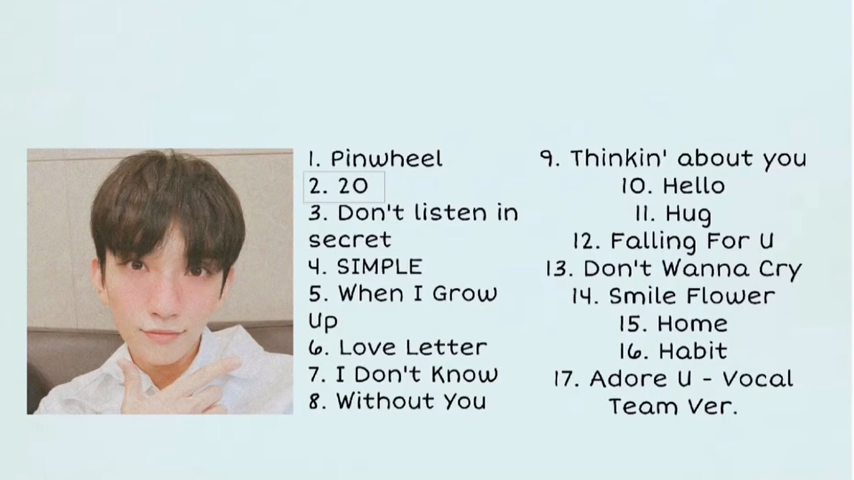 1. Pinwheel
2. 20
3. Don't listen in
secret
4. SIMPLE
5. When I Grow
Up
6. Love Letter
7. I Don't Know
8. Without You
9. Thinkin' about you
10. Hello
11. Hug
12. Falling For U
13. Don't Wanna Cry
14. Smile Flower
15. Home
16. Habit
17. Adore U - Vocal
Team Ver.